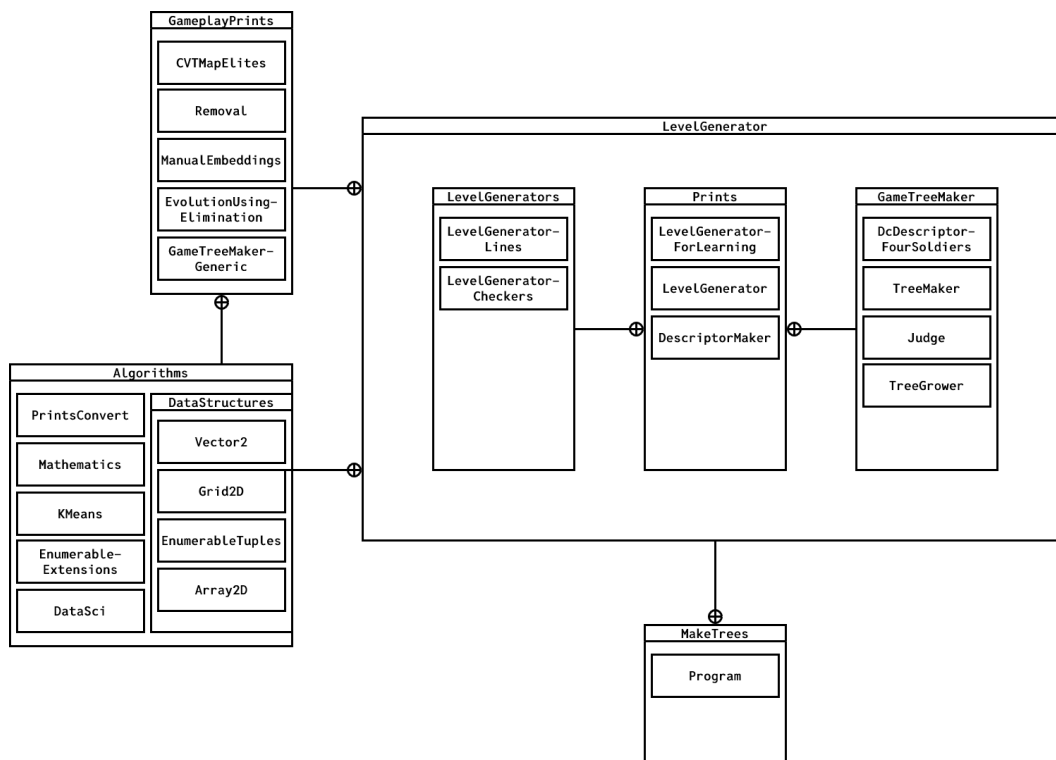 GameplayPrints
CVTMapElites
Removal
ManualEmbeddings
EvolutionUsing-
Elimination
GameTreeMaker-
Generic
LevelGenerator
LevelGenerators
LevelGenerator-
Lines
LevelGenerator-
Checkers
Prints
LevelGenerator-
ForLearning
LevelGenerator
DescriptorMaker
GameTreeMaker
DcDescriptor-
FourSoldiers
TreeMaker
Judge
TreeGrower
Algorithms
PrintsConvert
Mathematics
KMeans
Enumerable-
Extensions
DataSci
DataStructures
Vector2
Grid2D
EnumerableTuples
Array2D
MakeTrees
Program